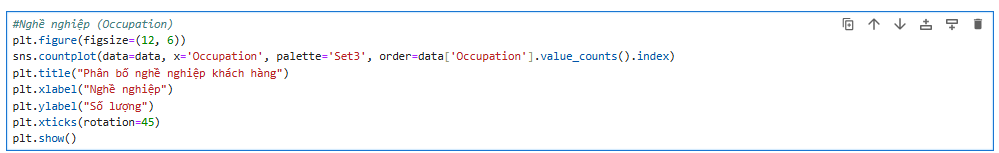 #Nghề nghiệp (Occupation)
plt.figure(figsize=(12, 6))
sns.countplot(data=data, x='Occupation', palette='Set3', order=data['Occupation'].value_counts().index)
plt.title("Phân bố nghề nghiệp khách hàng")
plt.xlabel("Nghề nghiệp")
plt.ylabel("Số lượng")
plt.xticks(rotation=45)
plt.show()